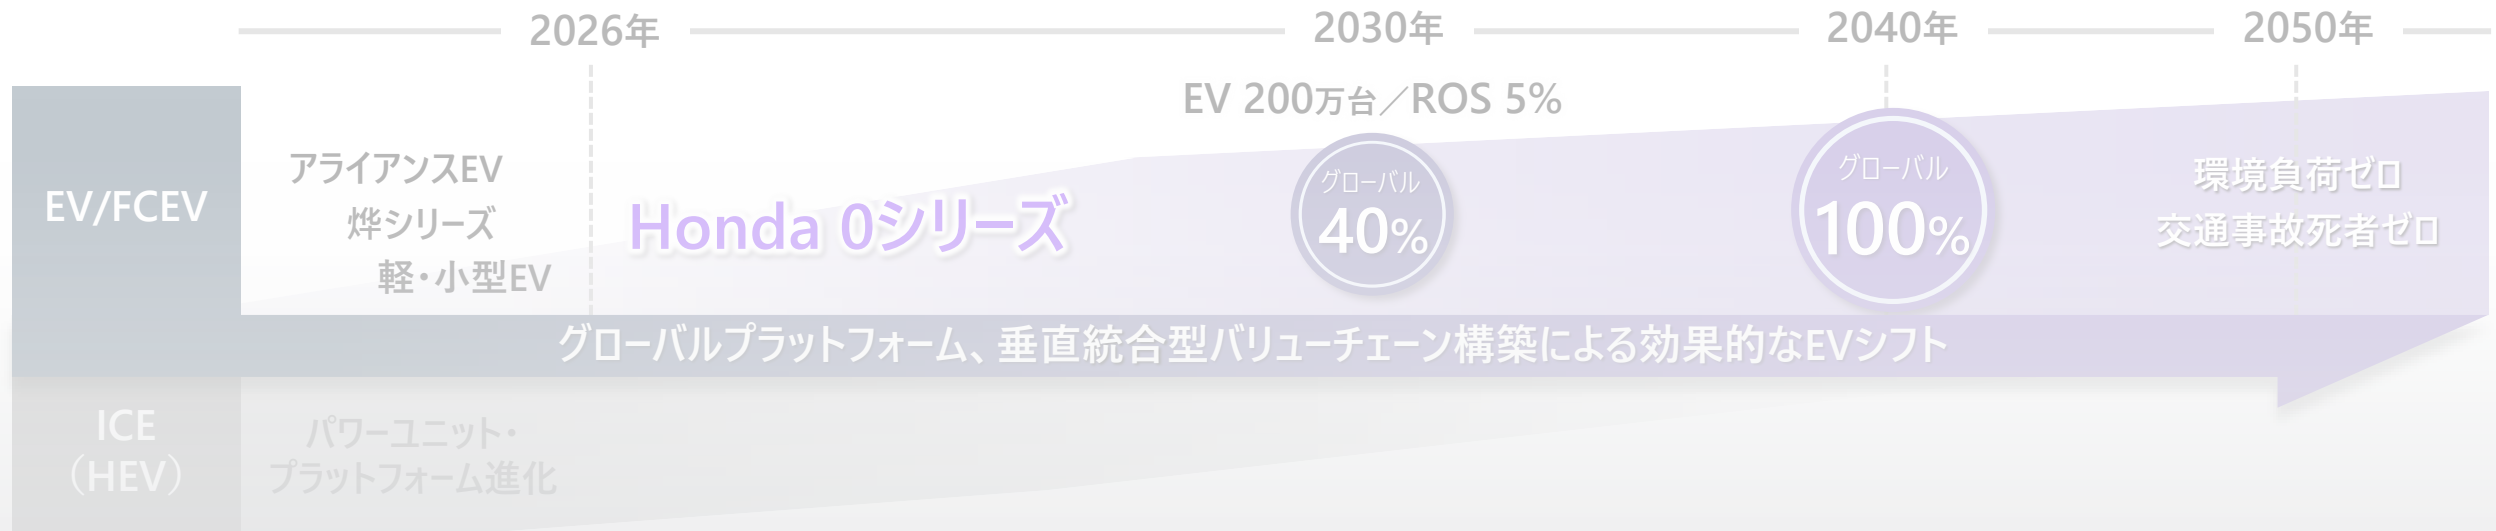 2026年
2030年
2040年
2050年
EV 200万台／ROS 5%
EV/FCEV
アライアンスEV
烨シリーズ
軽・小型EV
Honda 0シリーズ
グローバル
40%
グローバル
100%
環境負荷ゼロ
交通事故死者ゼロ
グローバルプラットフォーム、垂直統合型バリューチェーン構築による効果的なEVシフト
ICE
（HEV）
パワーユニット・
プラットフォーム進化